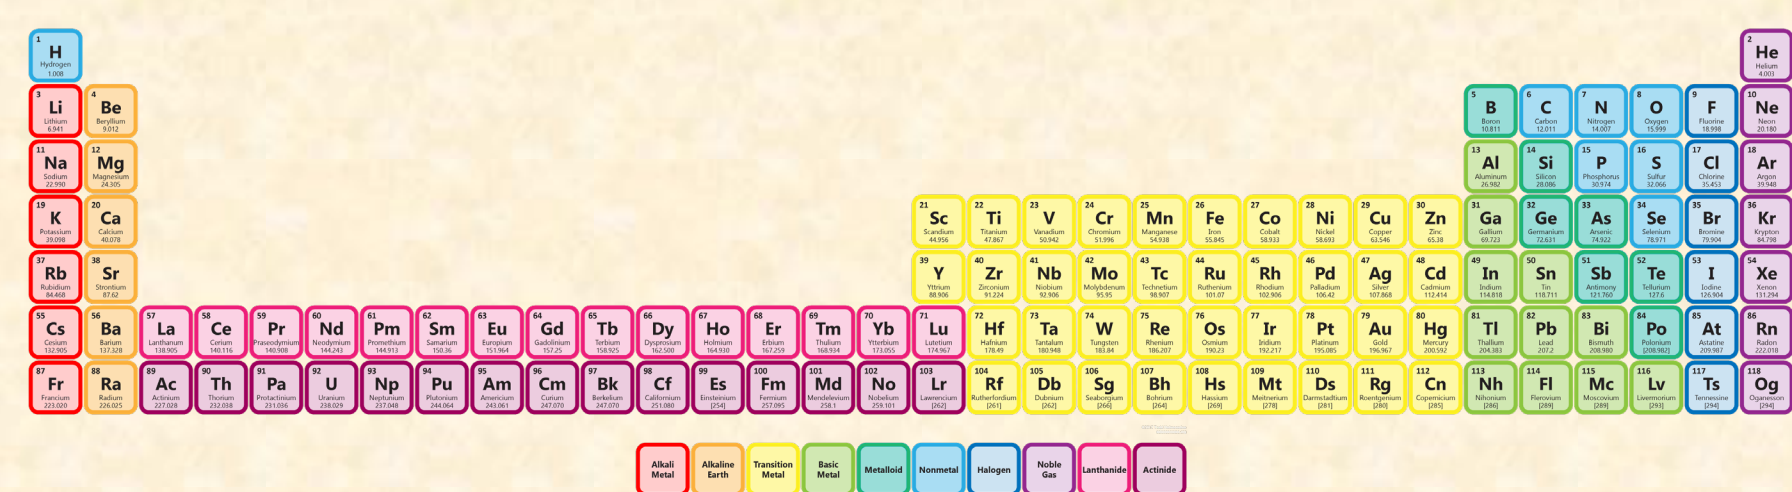 1
H
Hydrogen
1.008
2
He
Helium
4.003
3
Li
Lithium
6.941
4
Be
Beryllium
9.012
5
B
Boron
10.811
6
C
Carbon
12.011
7
N
Nitrogen
14.007
8
O
Oxygen
15.999
9
F
Fluorine
18.998
10
Ne
Neon
20.180
11
Na
Sodium
22.990
12
Mg
Magnesium
24.305
13
Al
Aluminum
26.982
14
Si
Silicon
28.086
15
P
Phosphorus
30.974
16
S
Sulfur
32.066
17
Cl
Chlorine
35.453
18
Ar
Argon
39.948
19
K
Potassium
39.098
20
Ca
Calcium
40.078
21
Sc
Scandium
44.956
22
Ti
Titanium
47.867
23
V
Vanadium
50.942
24
Cr
Chromium
51.996
25
Mn
Manganese
54.938
26
Fe
Iron
55.845
27
Co
Cobalt
58.933
28
Ni
Nickel
58.693
29
Cu
Copper
63.546
30
Zn
Zinc
65.38
31
Ga
Gallium
69.723
32
Ge
Germanium
72.631
33
As
Arsenic
74.922
34
Se
Selenium
78.971
35
Br
Bromine
79.904
36
Kr
Krypton
84.798
37
Rb
Rubidium
84.468
38
Sr
Strontium
87.62
39
Y
Yttrium
88.906
40
Zr
Zirconium
91.224
41
Nb
Niobium
92.906
42
Mo
Molybdenum
95.95
43
Tc
Technetium
98.907
44
Ru
Ruthenium
101.07
45
Rh
Rhodium
102.906
46
Pd
Palladium
106.42
47
Ag
Silver
107.868
48
Cd
Cadmium
112.414
49
In
Indium
114.818
50
Sn
Tin
118.711
51
Sb
Antimony
121.760
52
Te
Tellurium
127.6
53
I
Iodine
126.904
54
Xe
Xenon
131.294
55
Cs
Cesium
132.905
56
Ba
Barium
137.328
57
La
Lanthanum
138.905
58
Ce
Cerium
140.116
59
Pr
Praseodymium
140.908
60
Nd
Neodymium
144.243
61
Pm
Promethium
144.913
62
Sm
Samarium
150.36
63
Eu
Europium
151.964
64
Gd
Gadolinium
157.25
65
Tb
Terbium
158.925
66
Dy
Dysprosium
162.500
67
Ho
Holmium
164.930
68
Er
Erbium
167.259
69
Tm
Thulium
168.934
70
Yb
Ytterbium
173.055
71
Lu
Lutetium
174.967
72
Hf
Hafnium
178.49
73
Ta
Tantalum
180.948
74
W
Tungsten
183.84
75
Re
Rhenium
186.207
76
Os
Osmium
190.23
77
Ir
Iridium
192.217
78
Pt
Platinum
195.085
79
Au
Gold
196.967
80
Hg
Mercury
200.592
81
Tl
Thallium
204.383
82
Pb
Lead
207.2
83
Bi
Bismuth
208.980
84
Po
Polonium
[208.982]
85
At
Astatine
209.987
86
Rn
Radon
222.018
87
Fr
Francium
223.020
88
Ra
Radium
226.025
89
Ac
Actinium
227.028
90
Th
Thorium
232.038
91
Pa
Protactinium
231.036
92
U
Uranium
238.029
93
Np
Neptunium
237.048
94
Pu
Plutonium
244.064
95
Am
Americium
243.061
96
Cm
Curium
247.070
97
Bk
Berkelium
247.070
98
Cf
Californium
251.080
99
Es
Einsteinium
[254]
100
Fm
Fermium
257.095
101
Md
Mendelevium
258.1
102
No
Nobelium
259.101
103
Lr
Lawrencium
[262]
104
Rf
Rutherfordium
[261]
105
Db
Dubnium
[262]
106
Sg
Seaborgium
[266]
107
Bh
Bohrium
[264]
108
Hs
Hassium
[269]
109
Mt
Meitnerium
[278]
110
Ds
Darmstadtium
[281]
111
Rg
Roentgenium
[280]
112
Cn
Copernicium
[285]
113
Nh
Nihonium
[286]
114
Fl
Flerovium
[289]
115
Mc
Moscovium
[289]
116
Lv
Livermorium
[293]
117
Ts
Tennessine
[294]
118
Og
Oganesson
[294]
Alkali
Metal
Alkaline
Earth
Transition
Metal
Basic
Metal
Metalloid
Nonmetal
Halogen
Noble
Gas
Lanthanide
Actinide